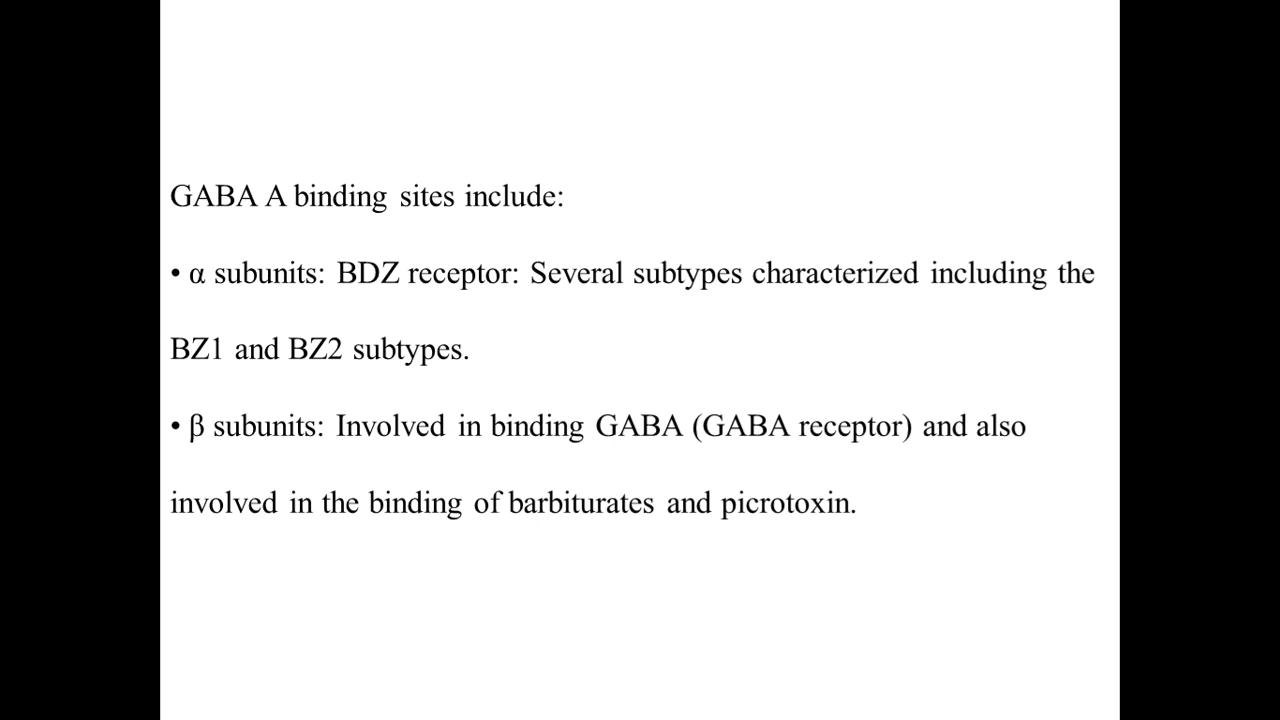 GABA A binding sites include:
• α subunits: BDZ receptor: Several subtypes characterized including the
BZ1 and BZ2 subtypes.
• β subunits: Involved in binding GABA (GABA receptor) and also
involved in the binding of barbiturates and picrotoxin.